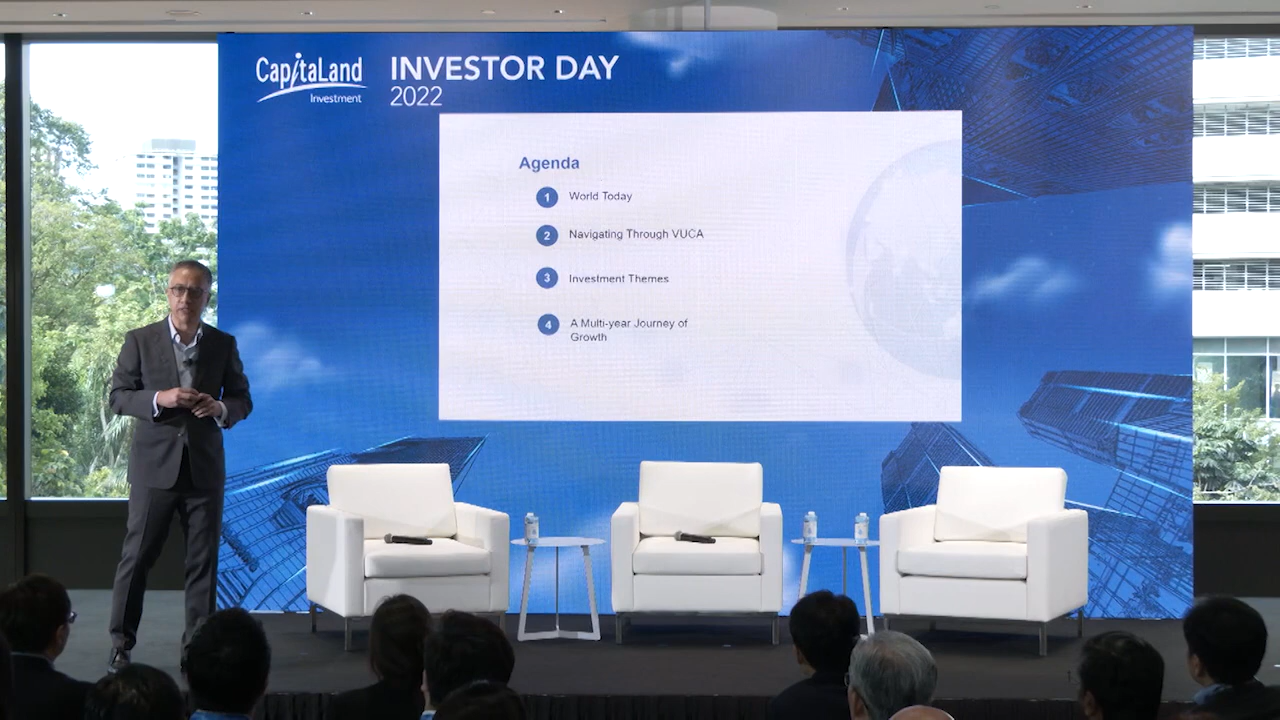 CapitaLand
Investment
INVESTOR DAY
2022
Agenda
1 World Today
2 Navigating Through VUCA
3 Investment Themes
4 A Multi-year Journey of
Growth